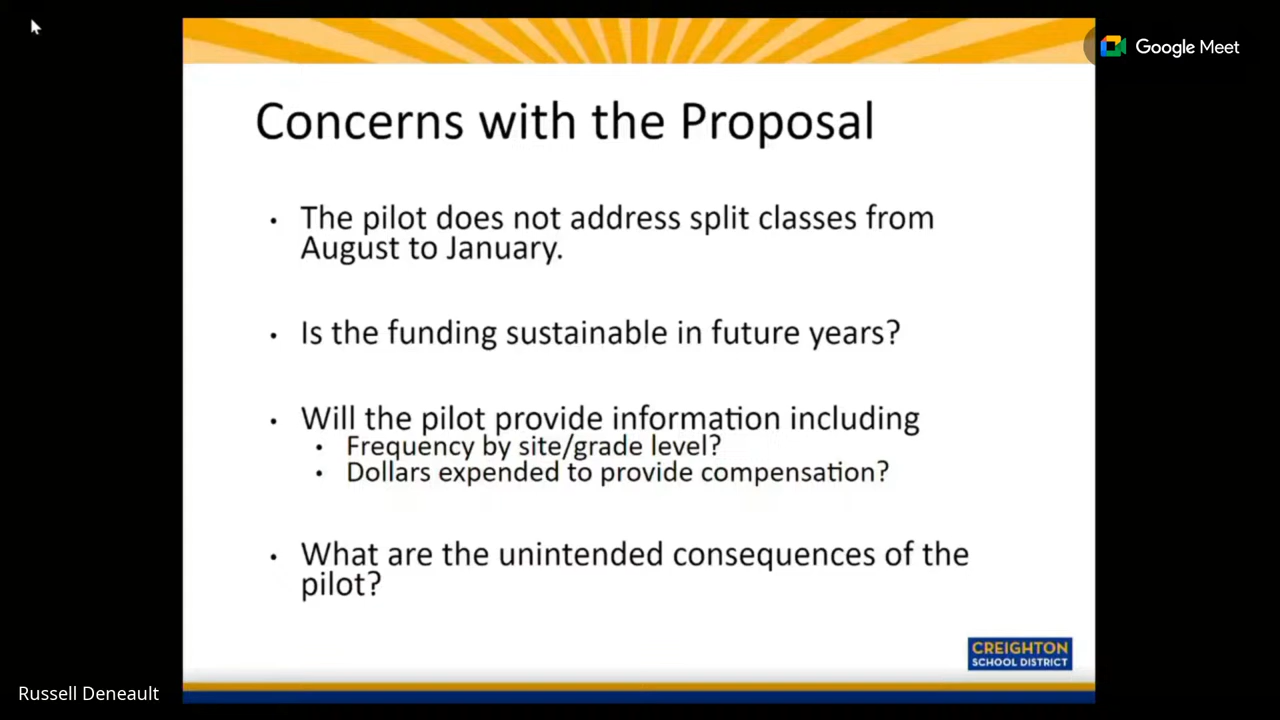 Google Meet
Concerns with the Proposal
• The pilot does not address split classes from
August to January.
• Is the funding sustainable in future years?
• Will the pilot provide information including
• Frequency by site/grade level?
• Dollars expended to provide compensation?
• What are the unintended consequences of the
pilot?
CREIGHTON
SCHOOL DISTRICT
Russell Deneault